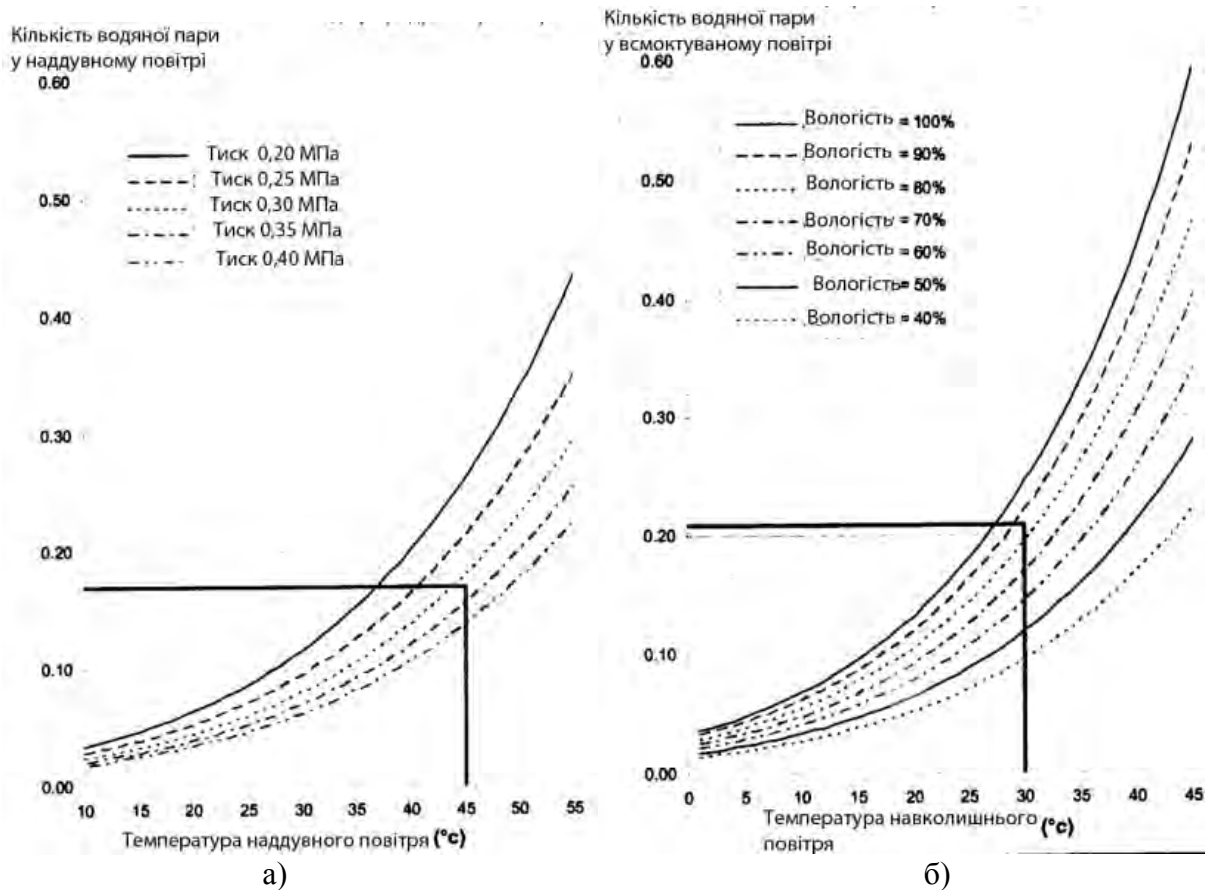 Кількість водяної пари
у наддувному повітрі
0.60
0.50
0.40
0.30
0.20
0.10
0.00
Тиск 0,20 МПа
Тиск 0,25 МПа
Тиск 0,30 МПа
Тиск 0,35 МПа
Тиск 0,40 МПа
10 15 20 25 30 35 40 45 50 55
Температура наддувного повітря (°c)
а)
Кількість водяної пари
у всмоктуваному повітрі
0.60
0.50
0.40
0.30
0.20
0.10
0.00
Вологість = 100%
Вологість = 90%
Вологість = 80%
Вологість = 70%
Вологість = 60%
Вологість= 50%
Вологість = 40%
0 5 10 15 20 25 30 35 40 45
Температура навколишнього (°c)
повітря
б)